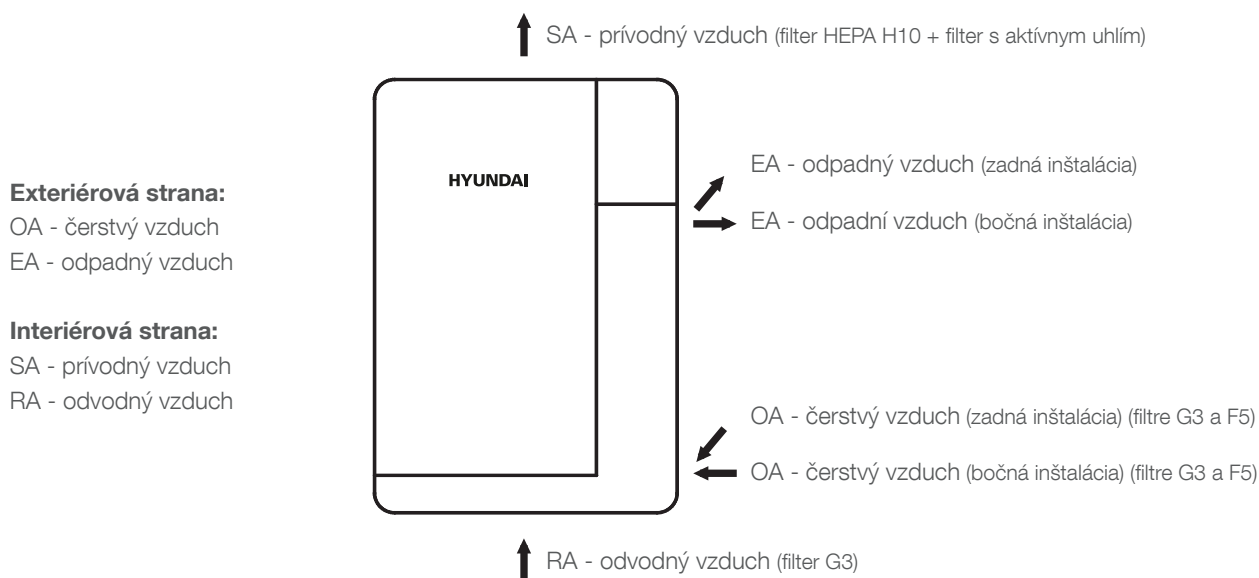 SA - prívodný vzduch (filter HEPA H10 + filter s aktívnym uhlím)
HYUNDAI
EA - odpadný vzduch (zadná inštalácia)
EA - odpadní vzduch (bočná inštalácia)
Exteriérová strana:
OA - čerstvý vzduch
EA - odpadný vzduch
Interiérová strana:
SA - prívodný vzduch
RA - odvodný vzduch
OA - čerstvý vzduch (zadná inštalácia) (filtre G3 a F5)
OA - čerstvý vzduch (bočná inštalácia) (filtre G3 a F5)
RA - odvodný vzduch (filter G3)